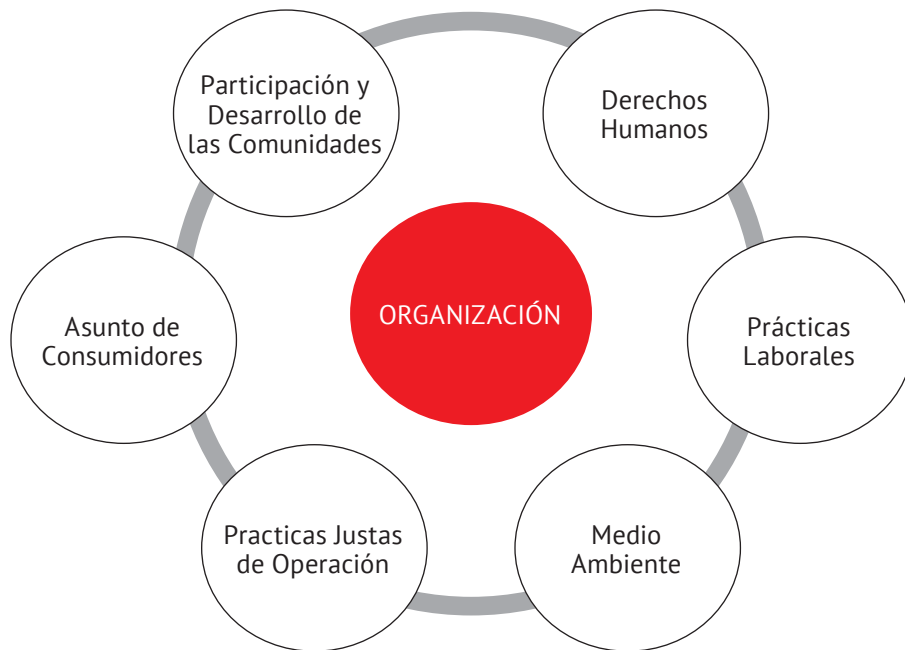 Participación y
Desarrollo de
las Comunidades
Derechos
Humanos
ORGANIZACIÓN
Asunto de
Consumidores
Prácticas
Laborales
Practicas Justas
de Operación
Medio
Ambiente